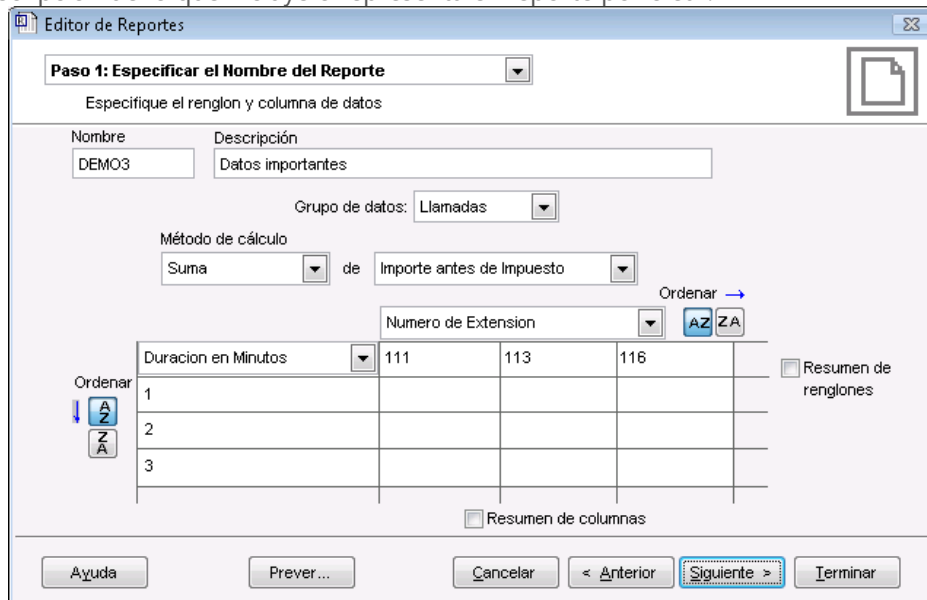 Editor de Reportes
Paso 1: Especificar el Nombre del Reporte
Especifique el renglon y columna de datos
Nombre Descripción
DEMO3 Datos importantes
Grupo de datos: Llamadas
Método de cálculo
Suma de Importe antes de Impuesto
Ordenar
Numero de Extension AZ ZA
Duracion en Minutos 111 113 116
Resumen de renglones
Ordenar
AZ
ZA
1
2
3
Resumen de columnas
Ayuda Prever... Cancelar < Anterior Siguiente > Terminar